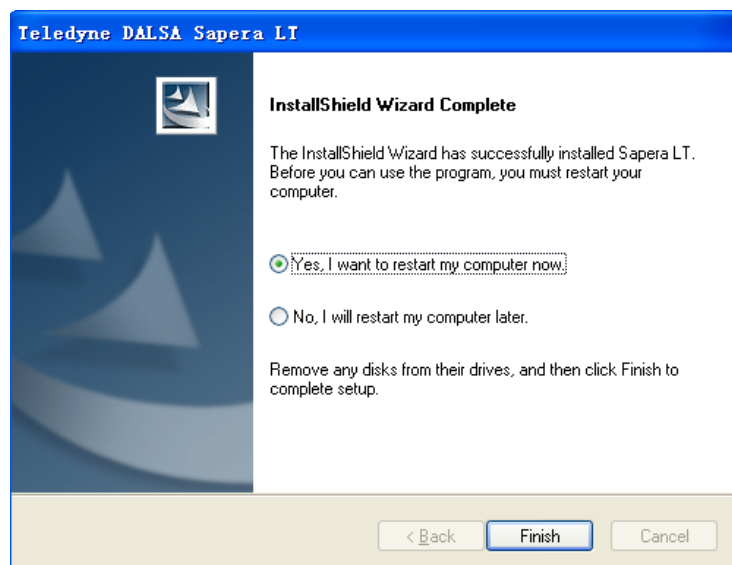 Teledyne DALSA Sapera LT
InstallShield Wizard Complete
The InstallShield Wizard has successfully installed Sapera LT.
Before you can use the program, you must restart your
computer.
Yes, I want to restart my computer now.
No, I will restart my computer later.
Remove any disks from their drives, and then click Finish to
complete setup.
< Back Finish Cancel